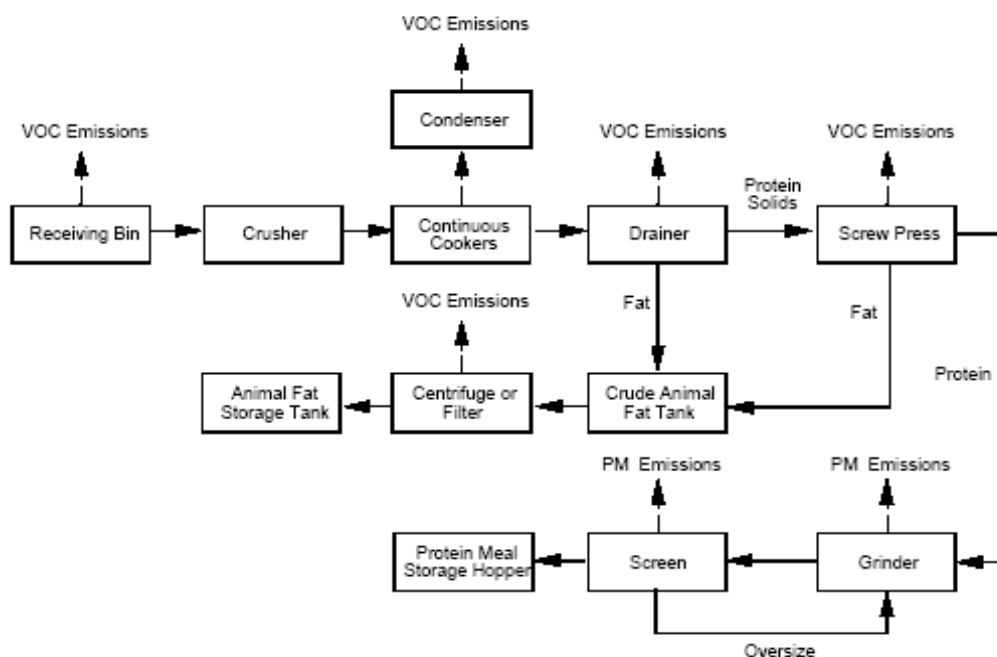 VOC Emissions
Condenser
VOC Emissions
VOC Emissions
VOC Emissions
Protein
Solids
Receiving Bin
Crusher
Continuous
Cookers
Drainer
Screw Press
VOC Emissions
Fat
Fat
Animal Fat
Storage Tank
Centrifuge or
Filter
Crude Animal
Fat Tank
Protein
PM Emissions
PM Emissions
Protein Meal
Storage Hopper
Screen
Grinder
Oversize